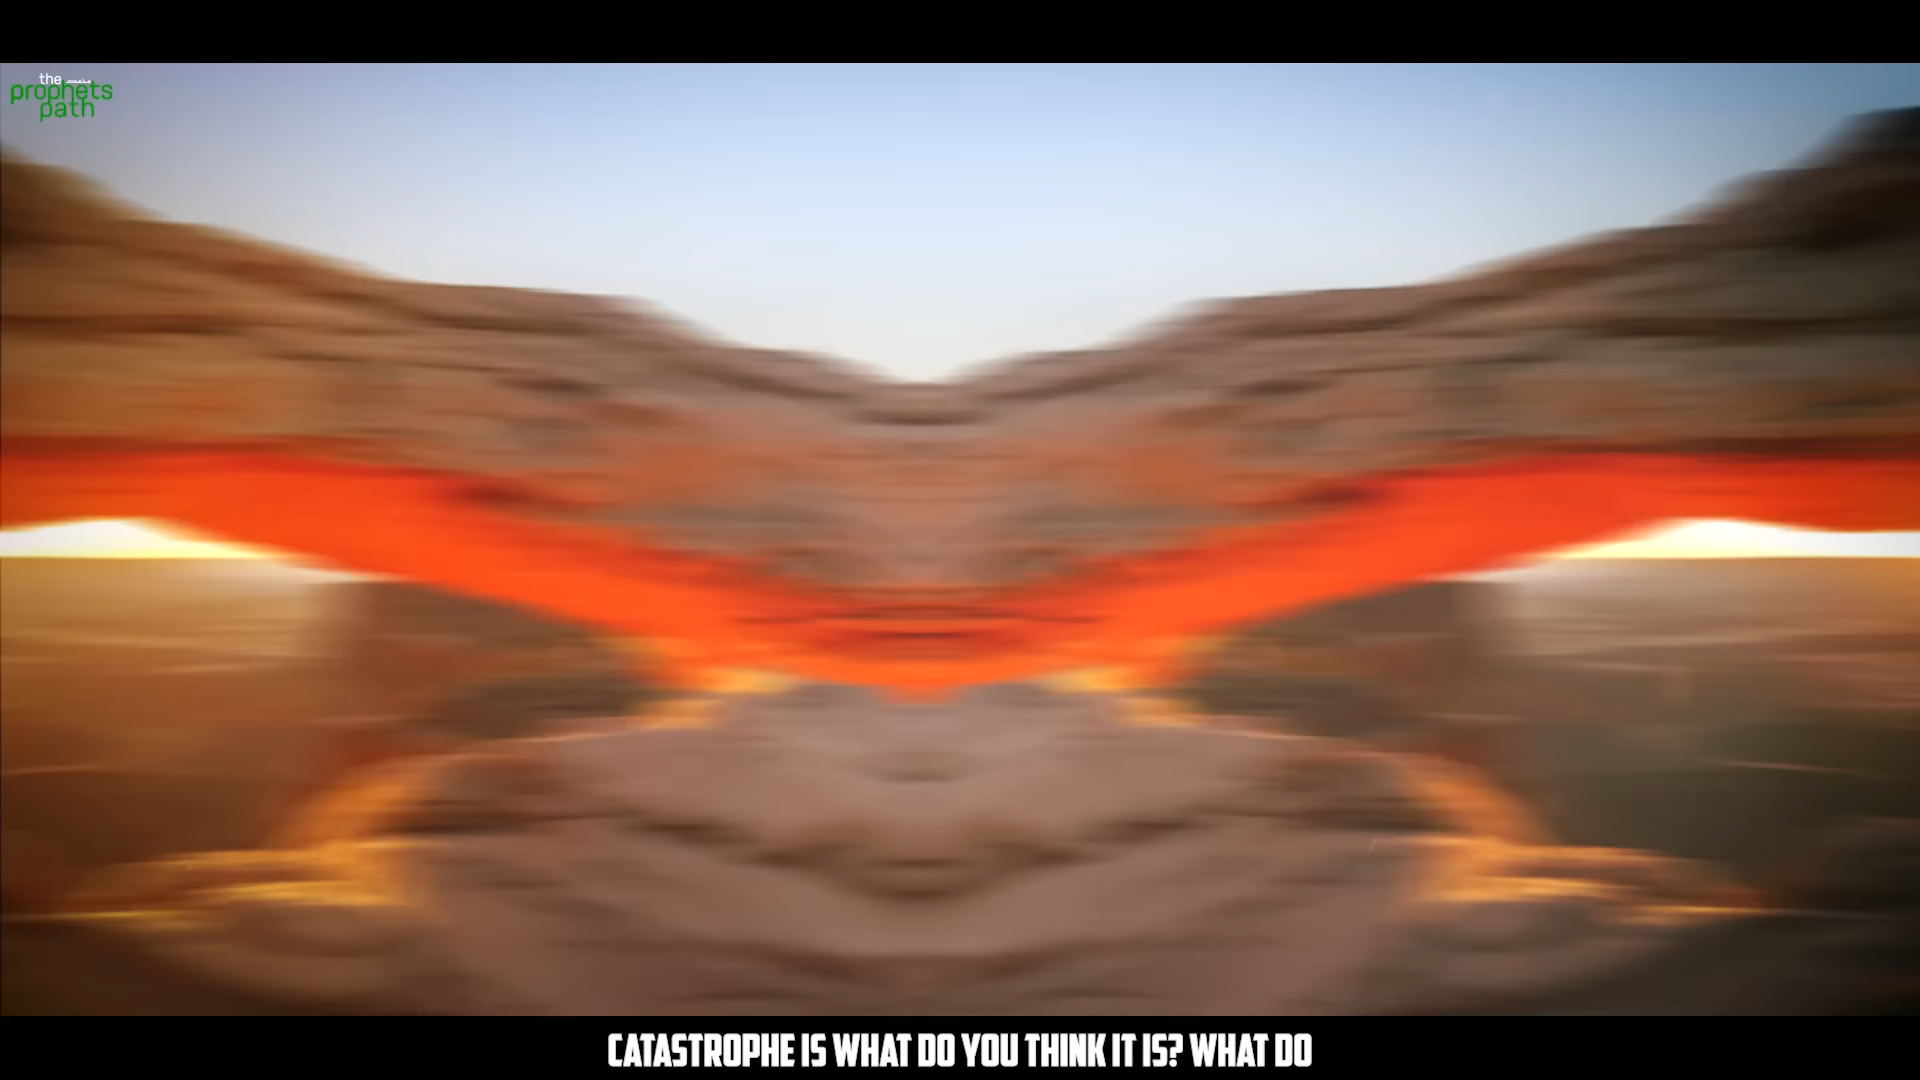 the
prophets
path
CATASTROPHE IS WHAT DO YOU THINK IT IS? WHAT DO